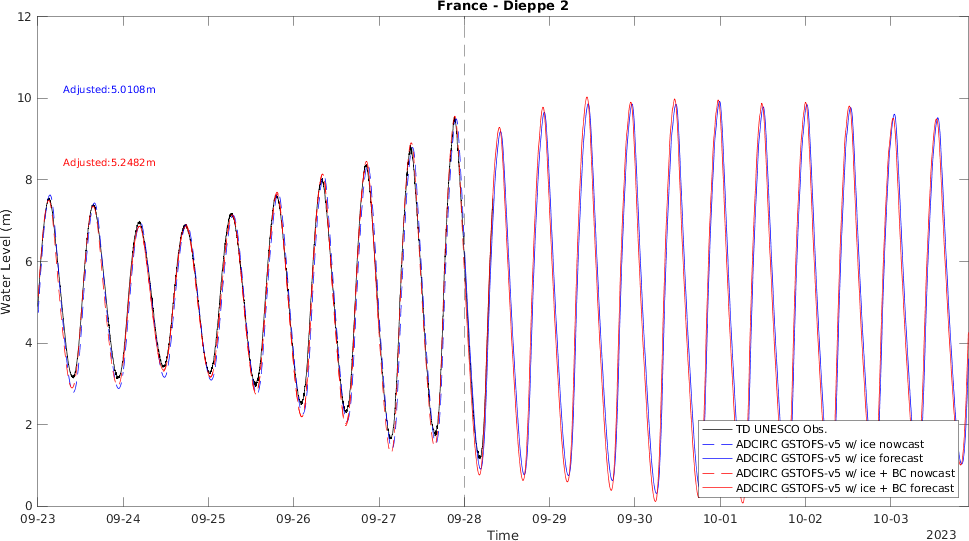 France - Dieppe 2
12
10
8
6
4
2
0
Water Level (m)
Adjusted:5.0108m
Adjusted:5.2482m
TD UNESCO Obs.
ADCIRC GSTOFS-v5 w/ ice nowcast
ADCIRC GSTOFS-v5 w/ ice forecast
ADCIRC GSTOFS-v5 w/ ice + BC nowcast
ADCIRC GSTOFS-v5 w/ ice + BC forecast
09-23 09-24 09-25 09-26 09-27 09-28 09-29 09-30 10-01 10-02 10-03
Time
2023